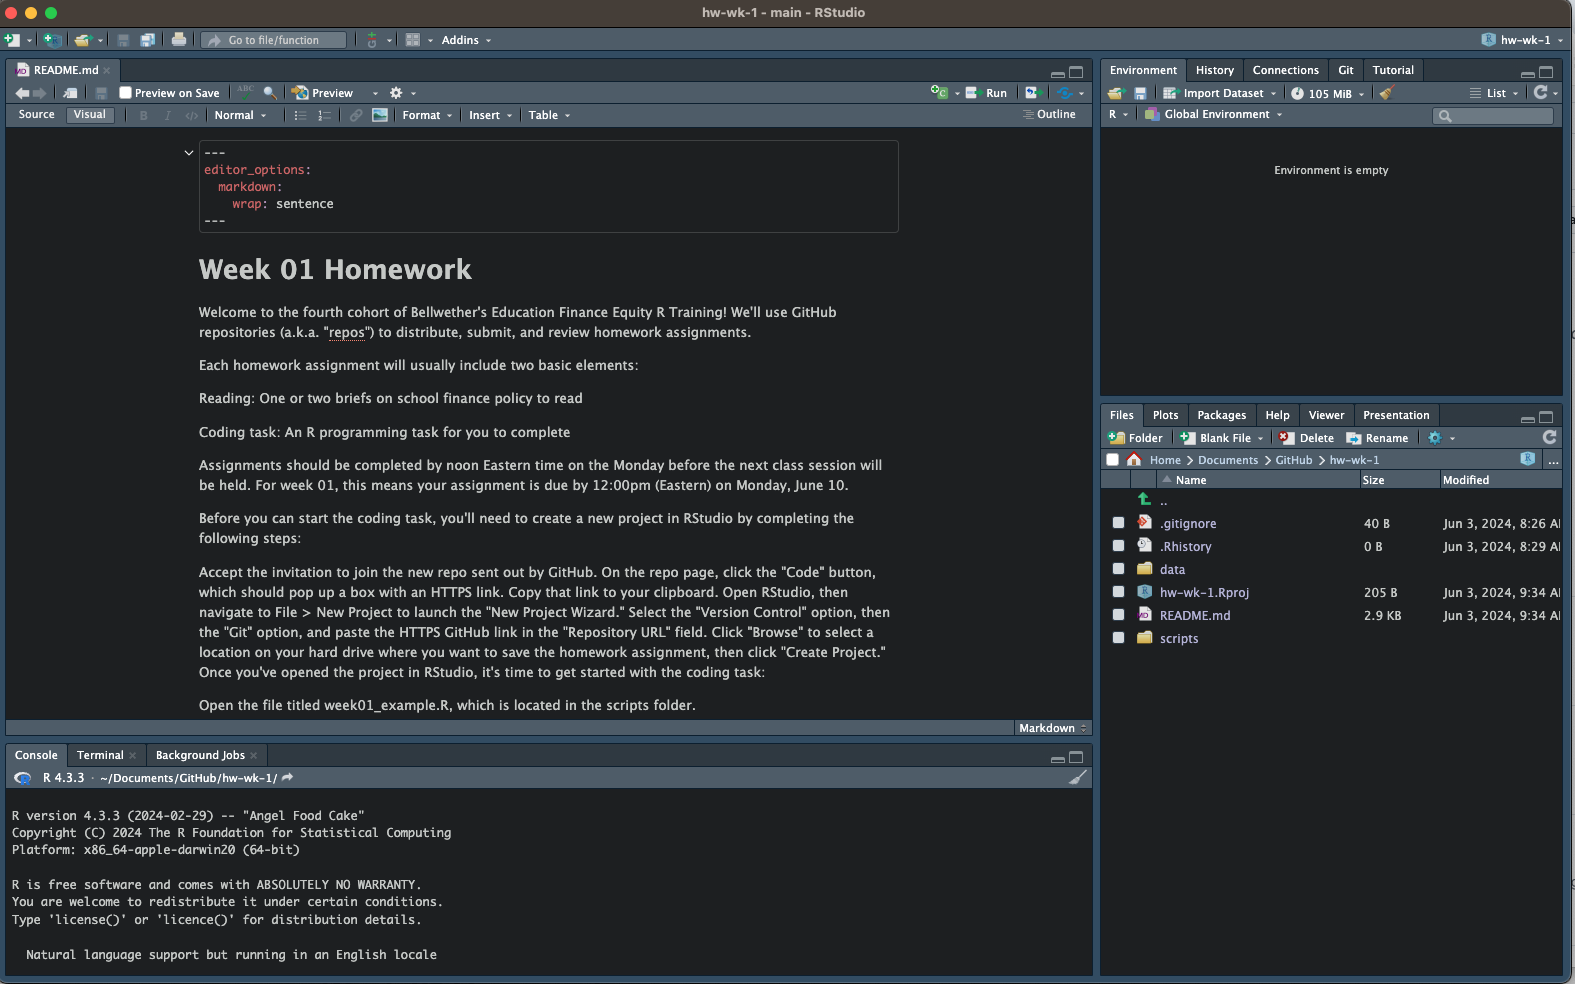 hw-wk-1 - main - RStudio
Go to file/function
Addins
hw-wk-1
README.md
Preview on Save
ABC
Preview
Run
Source
Visual
B
I
</>
Normal
Format
Insert
Table
Outline
---
editor_options:
markdown:
wrap: sentence
---
Week 01 Homework
Welcome to the fourth cohort of Bellwether's Education Finance Equity R Training! We'll use GitHub
repositories (a.k.a. "repos") to distribute, submit, and review homework assignments.
Each homework assignment will usually include two basic elements:
Reading: One or two briefs on school finance policy to read
Coding task: An R programming task for you to complete
Assignments should be completed by noon Eastern time on the Monday before the next class session will
be held. For week 01, this means your assignment is due by 12:00pm (Eastern) on Monday, June 10.
Before you can start the coding task, you'll need to create a new project in RStudio by completing the
following steps:
Accept the invitation to join the new repo sent out by GitHub. On the repo page, click the "Code" button,
which should pop up a box with an HTTPS link. Copy that link to your clipboard. Open RStudio, then
navigate to File > New Project to launch the "New Project Wizard." Select the "Version Control" option, then
the "Git" option, and paste the HTTPS GitHub link in the "Repository URL" field. Click "Browse" to select a
location on your hard drive where you want to save the homework assignment, then click "Create Project."
Once you've opened the project in RStudio, it's time to get started with the coding task:
Open the file titled week01_example.R, which is located in the scripts folder.
Markdown
Console
Terminal
Background Jobs
R 4.3.3 · ~/Documents/GitHub/hw-wk-1/
R version 4.3.3 (2024-02-29) -- "Angel Food Cake"
Copyright (C) 2024 The R Foundation for Statistical Computing
Platform: x86_64-apple-darwin20 (64-bit)
R is free software and comes with ABSOLUTELY NO WARRANTY.
You are welcome to redistribute it under certain conditions.
Type 'license()' or 'licence()' for distribution details.
Natural language support but running in an English locale
Environment
History
Connections
Git
Tutorial
Import Dataset
105 MiB
List
R
Global Environment
Environment is empty
Files
Plots
Packages
Help
Viewer
Presentation
Folder
Blank File
Delete
Rename
Home > Documents > GitHub > hw-wk-1
...
Name Size Modified
..
.gitignore 40 B Jun 3, 2024, 8:26 A
.Rhistory 0 B Jun 3, 2024, 8:29 A
data
hw-wk-1.Rproj 205 B Jun 3, 2024, 9:34 A
README.md 2.9 KB Jun 3, 2024, 9:34 A
scripts